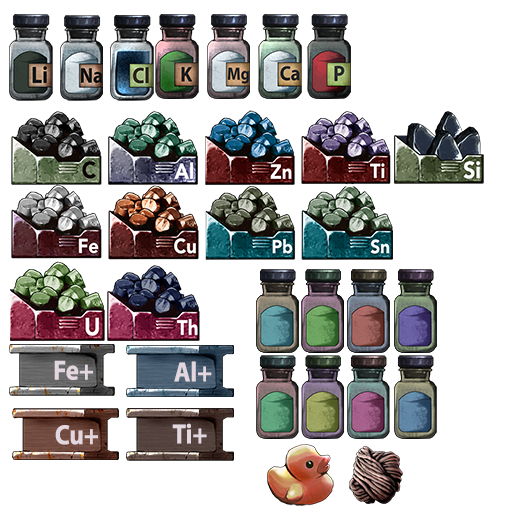 Li Na Cl K Mg Ca P
C Al Zn Ti Si
Fe Cu Pb Sn
U Th
Fe+ Al+
Cu+ Ti+